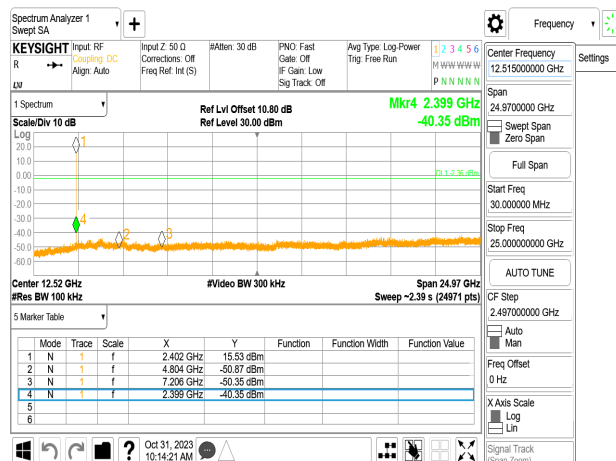 Spectrum Analyzer 1
Swept SA
Frequency
KEYSIGHT Input: RF Input Z: 50 Ω #Atten: 30 dB PNO: Fast Avg Type: Log-Power 1 2 3 4 5 6
R Coupling: DC Corrections: Off Gate: Off Trig: Free Run M W W W W W
Align: Auto Freq Ref: Int (S) IF Gain: Low
LXI Sig Track: Off P N N N N N
1 Spectrum
Ref Lvl Offset 10.80 dB Mkr4 2.399 GHz
Scale/Div 10 dB Ref Level 30.00 dBm -40.35 dBm
Log
20.0
10.0
0.00
DL1 -2.36 dBm
-10.0
-20.0
-30.0
-40.0
-50.0
-60.0
1
4
2
3
Center 12.52 GHz #Video BW 300 kHz Span 24.97 GHz
#Res BW 100 kHz Sweep ~2.39 s (24971 pts)
5 Marker Table
Mode Trace Scale X Y Function Function Width Function Value
1 N 1 f 2.402 GHz 15.53 dBm
2 N 1 f 4.804 GHz -50.87 dBm
3 N 1 f 7.206 GHz -50.35 dBm
4 N 1 f 2.399 GHz -40.35 dBm
5
6
Oct 31, 2023
10:14:21 AM
Center Frequency
12.515000000 GHz
Settings
Span
24.9700000 GHz
Swept Span
Zero Span
Full Span
Start Freq
30.000000 MHz
Stop Freq
25.000000000 GHz
AUTO TUNE
CF Step
2.497000000 GHz
Auto
Man
Freq Offset
0 Hz
X Axis Scale
Log
Lin
Signal Track
(Span Zoom)